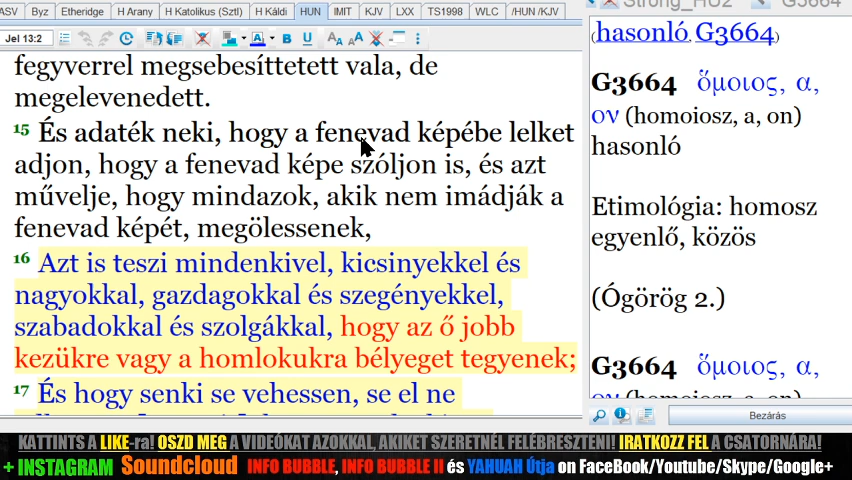 ASV Byz Etheridge H Arany H Katolikus (Sztl) H Káldi HUN IMIT KJV LXX TS1998 WLC /HUN /KJV
Jel 13:2
fegyverrel megsebesíttetett vala, de
megelevenedett.
15 És adaték neki, hogy a fenevad képébe lelket
adjon, hogy a fenevad képe szóljon is, és azt
művelje, hogy mindazok, akik nem imádják a
fenevad képét, megölessenek,
16 Azt is teszi mindenkivel, kicsinyekkel és
nagyokkal, gazdagokkal és szegényekkel,
szabadokkal és szolgákkal, hogy az ő jobb
kezükre vagy a homlokukra bélyeget tegyenek;
17 És hogy senki se vehessen, se el ne
Strong_HU2 G3664
(hasonló, G3664)
G3664 ὅμοιος, α,
ον (homoiosz, a, on)
hasonló
Etimológia: homosz
egyenlő, közös
(Ógörög 2.)
G3664 ὅμοιος, α,
Bezárás
KATTINTS A LIKE-ra! OSZD MEG A VIDEÓKAT AZOKKAL, AKIKET SZERETNÉL FELÉBRESZTENI! IRATKOZZ FEL A CSATORNÁRA!
+ INSTAGRAM Soundcloud INFO BUBBLE, INFO BUBBLE II és YAHUAH Útja on FaceBook/Youtube/Skype/Google+